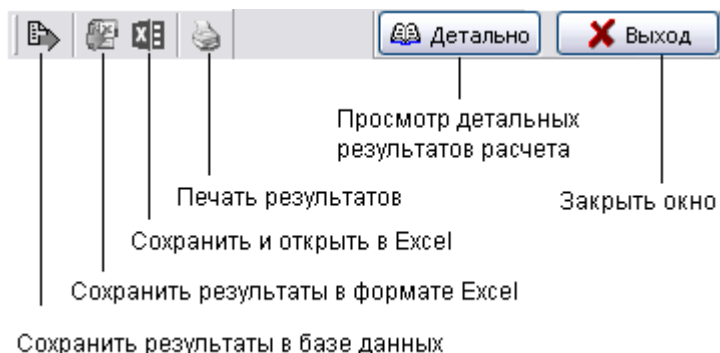 Детально
Выход
Просмотр детальных
результатов расчета
Печать результатов
Закрыть окно
Сохранить и открыть в Excel
Сохранить результаты в формате Excel
Сохранить результаты в базе данных